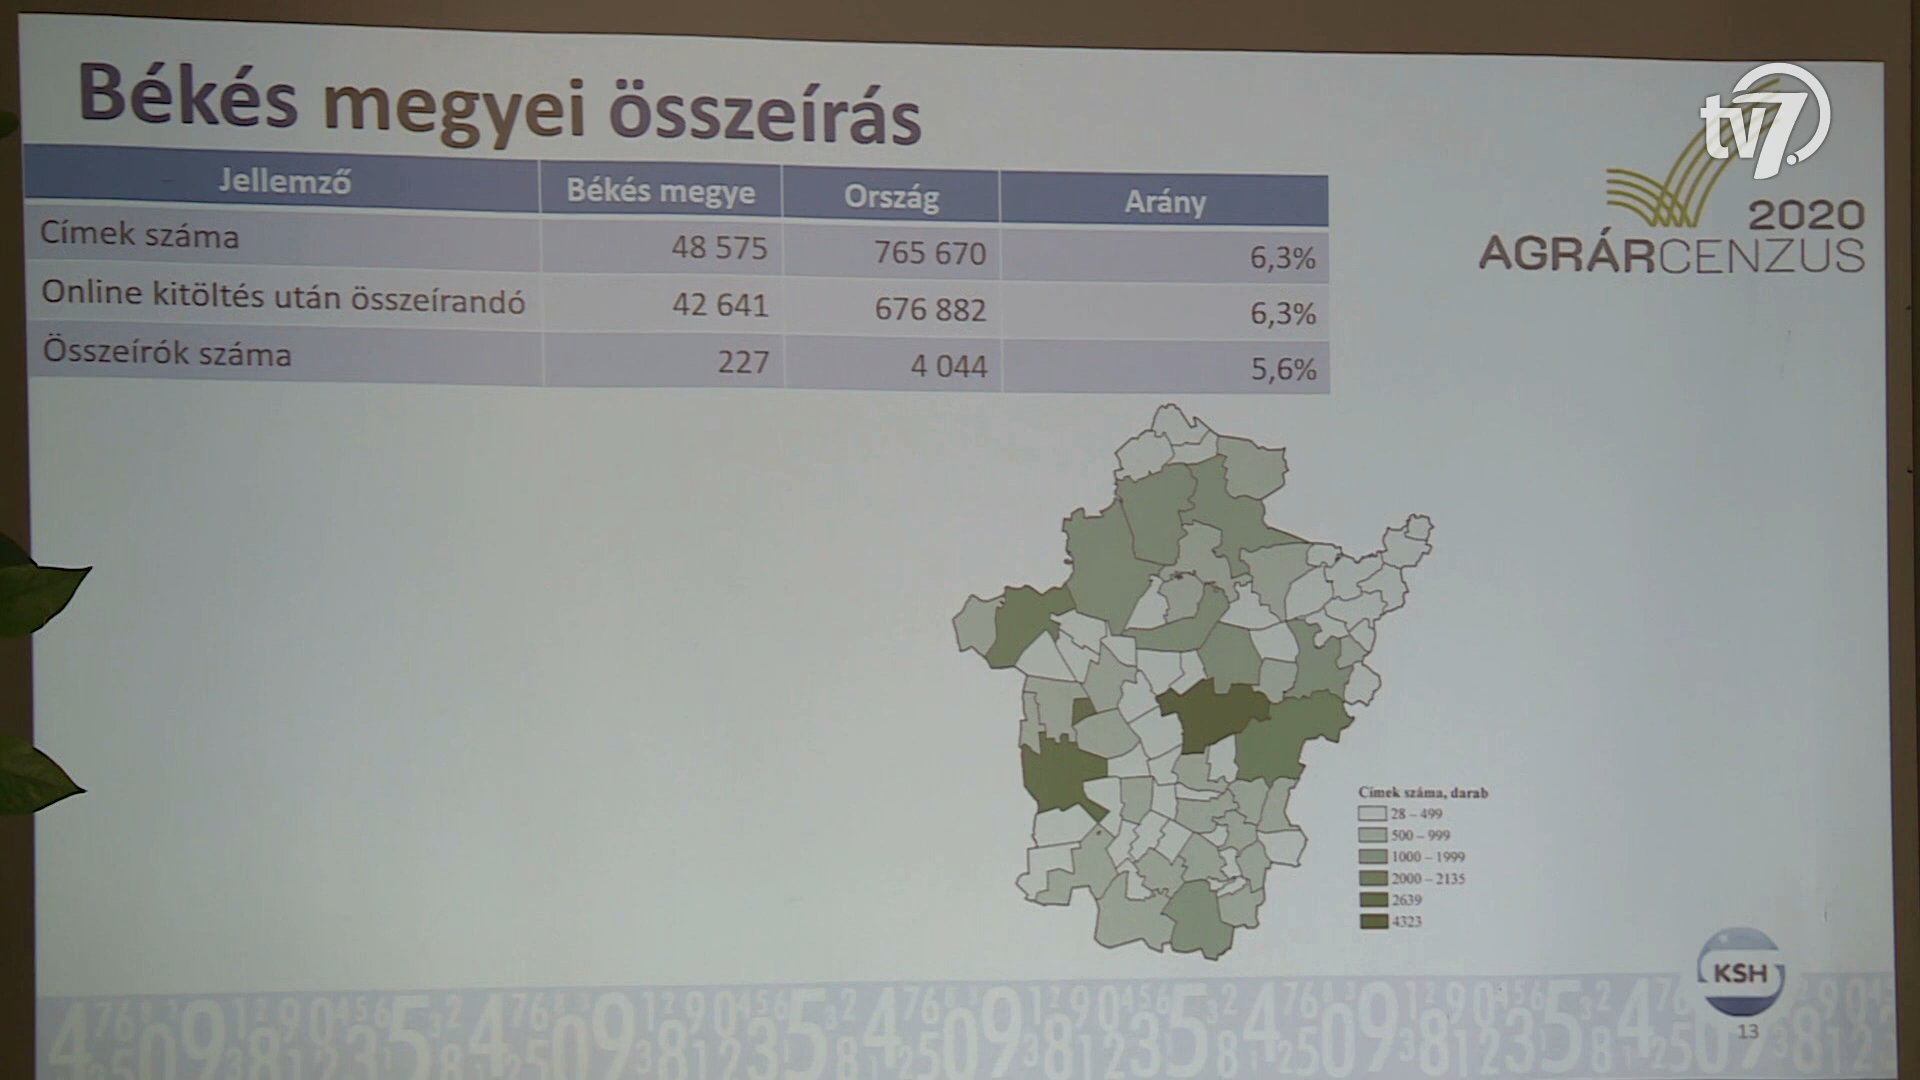 Békés megyei összeírás
tv7.
2020
AGRÁRCENZUS
Jellemző Békés megye Ország Arány
Címek száma 48 575 765 670 6,3%
Online kitöltés után összeírandó 42 641 676 882 6,3%
Összeírók száma 227 4 044 5,6%
Címek száma, darab
28 – 499
500 – 999
1000 – 1999
2000 – 2135
2639
4323
KSH
13